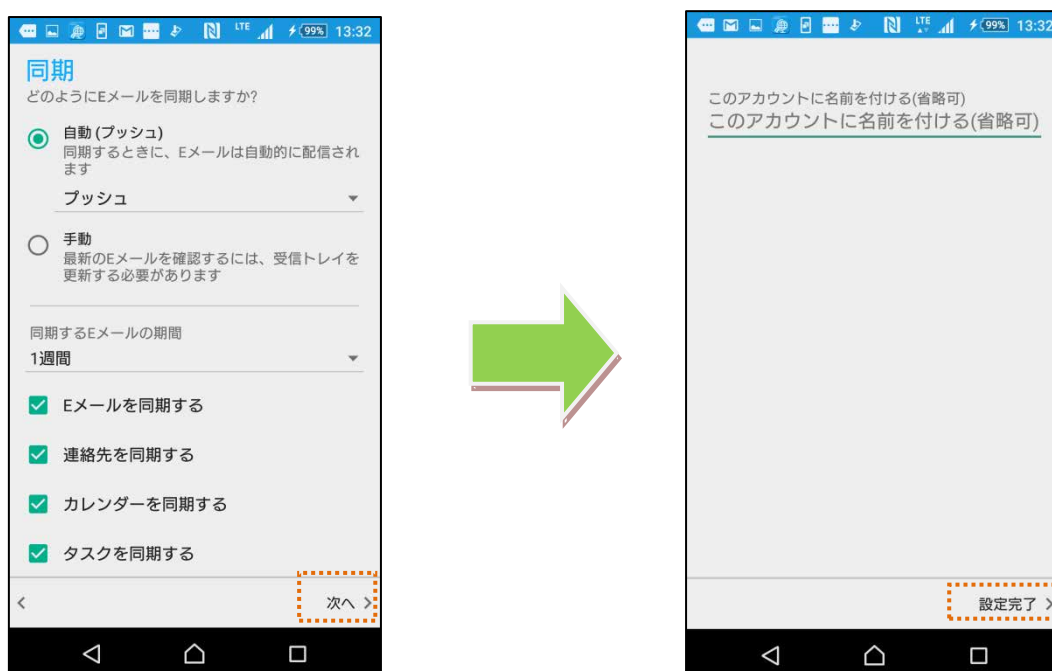 LTE 99% 13:32
同期
どのようにEメールを同期しますか?
自動 (プッシュ)
同期するときに、Eメールは自動的に配信され
ます
プッシュ
手動
最新のEメールを確認するには、受信トレイを
更新する必要があります
同期するEメールの期間
1週間
Eメールを同期する
連絡先を同期する
カレンダーを同期する
タスクを同期する
次へ
LTE 99% 13:32
このアカウントに名前を付ける(省略可)
このアカウントに名前を付ける(省略可)
設定完了